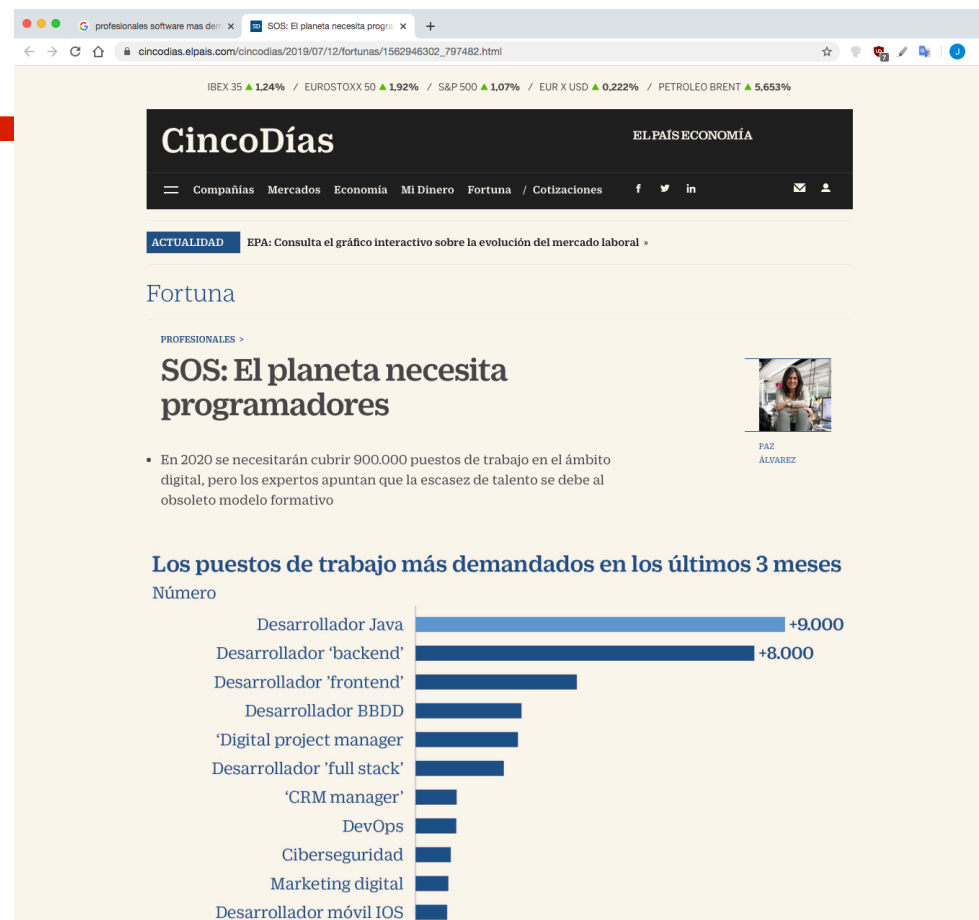 profesionales software mas dem
SOS: El planeta necesita progra
cincodias.elpais.com/cincodias/2019/07/12/fortunas/1562946302_797482.html
7
J
IBEX 35 ▲ 1,24% / EUROSTOXX 50 ▲ 1,92% / S&P 500 ▲ 1,07% / EUR X USD ▲ 0,222% / PETROLEO BRENT ▲ 5,653%
CincoDías
EL PAÍS ECONOMÍA
Compañías Mercados Economía Mi Dinero Fortuna / Cotizaciones
ACTUALIDAD EPA: Consulta el gráfico interactivo sobre la evolución del mercado laboral »
Fortuna
PROFESIONALES >
SOS: El planeta necesita
programadores
PAZ
ÁLVAREZ
• En 2020 se necesitarán cubrir 900.000 puestos de trabajo en el ámbito
digital, pero los expertos apuntan que la escasez de talento se debe al
obsoleto modelo formativo
Los puestos de trabajo más demandados en los últimos 3 meses
Número
Desarrollador Java +9.000
Desarrollador ‘backend’ +8.000
Desarrollador ’frontend’
Desarrollador BBDD
‘Digital project manager
Desarrollador ’full stack’
‘CRM manager’
DevOps
Ciberseguridad
Marketing digital
Desarrollador móvil IOS